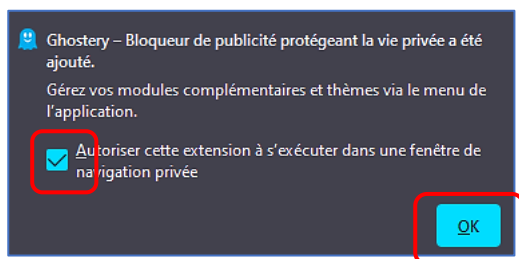 Ghostery – Bloqueur de publicité protégeant la vie privée a été
ajouté.
Gérez vos modules complémentaires et thèmes via le menu de
l’application.
Autoriser cette extension à s’exécuter dans une fenêtre de
navigation privée
OK